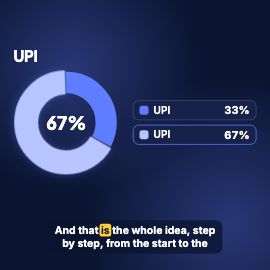 UPI
67%
UPI 33%
UPI 67%
And that is the whole idea, step
by step, from the start to the